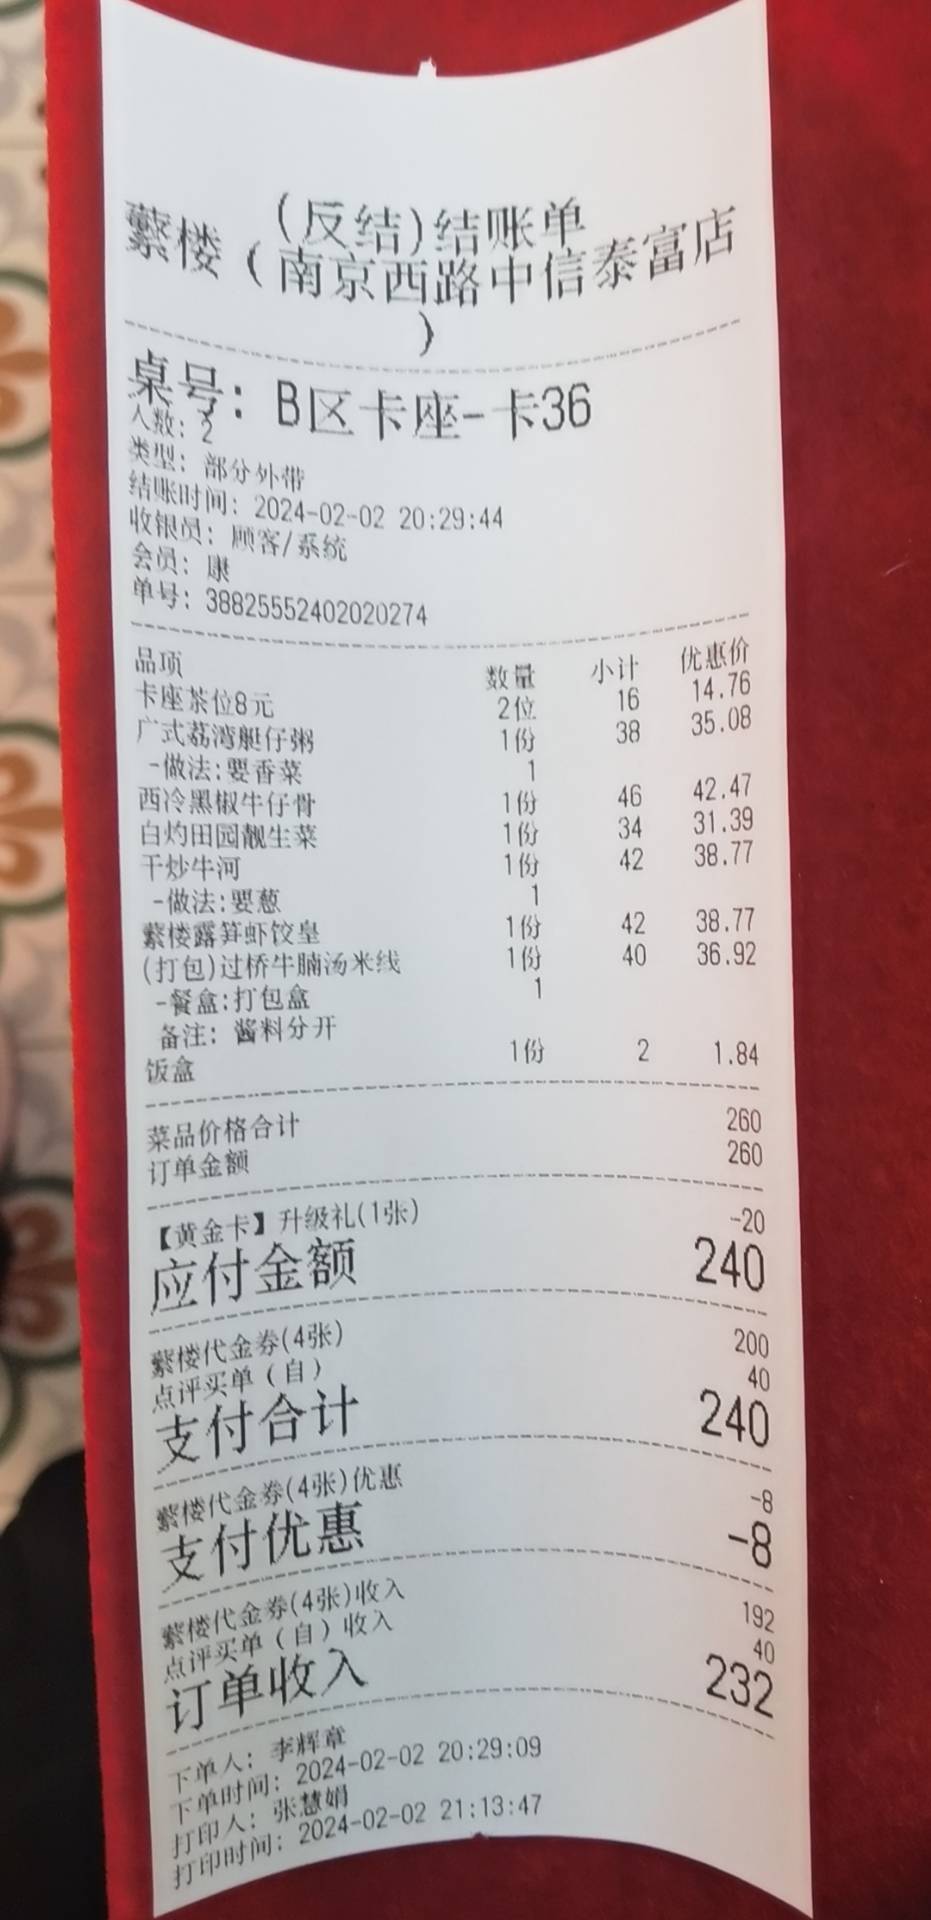 (反结)结账单
蘩楼(南京西路中信泰富店
)
桌号: B区卡座-卡36
人数: 2
类型: 部分外带
结账时间: 2024-02-02 20:29:44
收银员: 顾客/系统
会员: 康
单号: 38825552402020274
品项 数量 小计 优惠价
卡座茶位8元 2位 16 14.76
广式荔湾艇仔粥 1份 38 35.08
-做法:要香菜 1
西冷黑椒牛仔骨 1份 46 42.47
白灼田园靓生菜 1份 34 31.39
干炒牛河 1份 42 38.77
-做法:要葱 1
蘩楼露笋虾饺皇 1份 42 38.77
(打包)过桥牛腩汤米线 1份 40 36.92
-餐盒:打包盒 1
备注: 酱料分开
饭盒 1份 2 1.84
菜品价格合计 260
订单金额 260
【黄金卡】升级礼(1张) -20
应付金额 240
蘩楼代金券(4张) 200
点评买单(自) 40
支付合计 240
蘩楼代金券(4张)优惠 -8
支付优惠 -8
蘩楼代金券(4张)收入 192
点评买单(自)收入 40
订单收入 232
下单人: 李辉章
下单时间: 2024-02-02 20:29:09
打印人: 张慧娟
打印时间: 2024-02-02 21:13:47